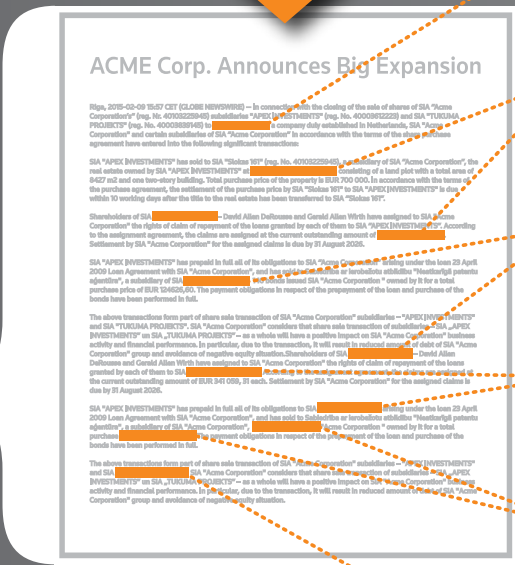 ACME Corp. Announces Big Expansion
Riga, 2015-02-09 15:57 CET (GLOBE NEWSWIRE) — In connection with the closing of the sale of shares of SIA "Acme
Corporation's" (reg. Nr. 40103225945) subsidiaries "APEX INVESTMENTS" (reg. No. 40003612223) and SIA "TUKUMA
PROJEKTS" (reg. No. 40003639145) to a company duly established in Netherlands, SIA "Acme
Corporation" and certain subsidiaries of SIA "Acme Corporation" in accordance with the terms of the share purchase
agreement have entered into the following significant transactions:
SIA "APEX INVESTMENTS" has sold to SIA "Slokas 161" (reg. No. 40103225945), a subsidiary of SIA "Acme Corporation", the
real estate owned by SIA "APEX INVESTMENTS" at consisting of a land plot with a total area of
6427 m2 and one two-story building. Total purchase price of the property is EUR 700 000. In accordance with the terms of
the purchase agreement, the settlement of the purchase price by SIA "Slokas 161" to SIA "APEX INVESTMENTS" is due
within 10 working days after the title to the real estate has been transferred to SIA "Slokas 161".
Shareholders of SIA – David Allan DeRousse and Gerald Alan Wirth have assigned to SIA "Acme
Corporation" the rights of claim of repayment of the loans granted by each of them to SIA "APEX INVESTMENTS". According
to the assignment agreement, the claims are assigned at the current outstanding amount of
Settlement by SIA "Acme Corporation" for the assigned claims is due by 31 August 2026.
SIA "APEX INVESTMENTS" has prepaid in full all of its obligations to SIA "Acme Corporation" arising under the loan 23 April
2009 Loan Agreement with SIA "Acme Corporation", and has sold to Sabiedrība ar ierobežotu atbildību "Nestkarīgā patentu
aģentūra", a subsidiary of SIA 140 bonds issued SIA "Acme Corporation " owned by it for a total
purchase price of EUR 124626,60. The payment obligations in respect of the prepayment of the loan and purchase of the
bonds have been performed in full.
The above transactions form part of share sale transaction of SIA "Acme Corporation" subsidiaries – "APEX INVESTMENTS"
and SIA "TUKUMA PROJEKTS". SIA "Acme Corporation" considers that share sale transaction of subsidiaries – SIA „APEX
INVESTMENTS" un SIA „TUKUMA PROJEKTS" – as a whole will have a positive impact on SIA "Acme Corporation" business
activity and financial performance. In particular, due to the transaction, it will result in reduced amount of debt of SIA "Acme
Corporation" group and avoidance of negative equity situation.Shareholders of SIA – David Allan
DeRousse and Gerald Alan Wirth have assigned to SIA "Acme Corporation" the rights of claim of repayment of the loans
granted by each of them to SIA According to the assignment agreement, the claims are assigned at
the current outstanding amount of EUR 341 059, 31 each. Settlement by SIA "Acme Corporation" for the assigned claims is
due by 31 August 2026.
SIA "APEX INVESTMENTS" has prepaid in full all of its obligations to SIA arising under the loan 23 April
2009 Loan Agreement with SIA "Acme Corporation", and has sold to Sabiedrība ar ierobežotu atbildību "Nestkarīgā patentu
aģentūra", a subsidiary of SIA "Acme Corporation", "Acme Corporation " owned by it for a total
purchase The payment obligations in respect of the prepayment of the loan and purchase of the
bonds have been performed in full.
The above transactions form part of share sale transaction of SIA "Acme Corporation" subsidiaries – "APEX INVESTMENTS"
and SIA SIA "Acme Corporation" considers that share sale transaction of subsidiaries – SIA „APEX
INVESTMENTS" un SIA „TUKUMA PROJEKTS" – as a whole will have a positive impact on SIA "Acme Corporation" business
activity and financial performance. In particular, due to the transaction, it will result in reduced amount of debt of SIA "Acme
Corporation" group and avoidance of negative equity situation.